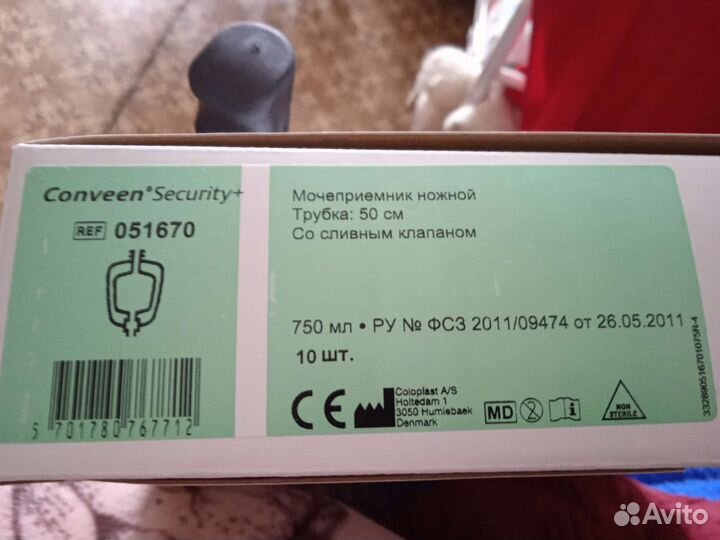 Conveen® Security+
REF 051670
5 701780 767712
Мочеприемник ножной
Трубка: 50 см
Со сливным клапаном
750 мл • РУ № ФСЗ 2011/09474 от 26.05.2011
10 шт.
CE
Coloplast A/S
Holtedam 1
3050 Humlebaek
Denmark
MD
NON
STERILE
Avito